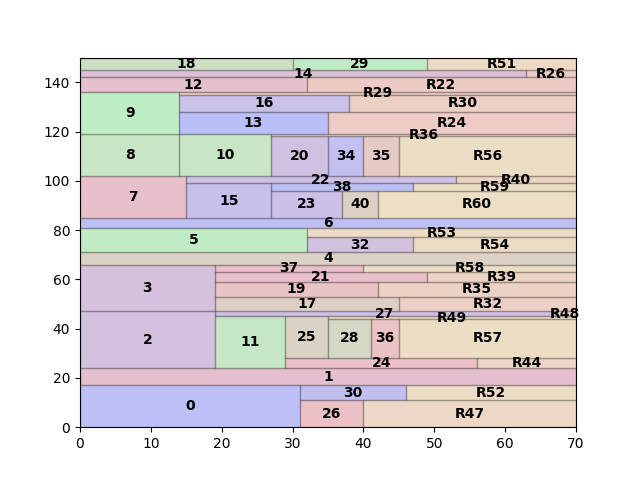 18 29 R51
14 R26
12 R22
R29
140
9 16 R30
13 R24
120
R36
8 10 20 34 35 R56
100
22 R40
7 38 R59
15 23 40 R60
6
80
5 R53
32 R54
4
37 R58
60
3 21 R39
19 R35
17 R32
27 R49 R48
40
2 11 25 28 36 R57
24 R44
20
1
30 R52
0 26 R47
0
0 10 20 30 40 50 60 70